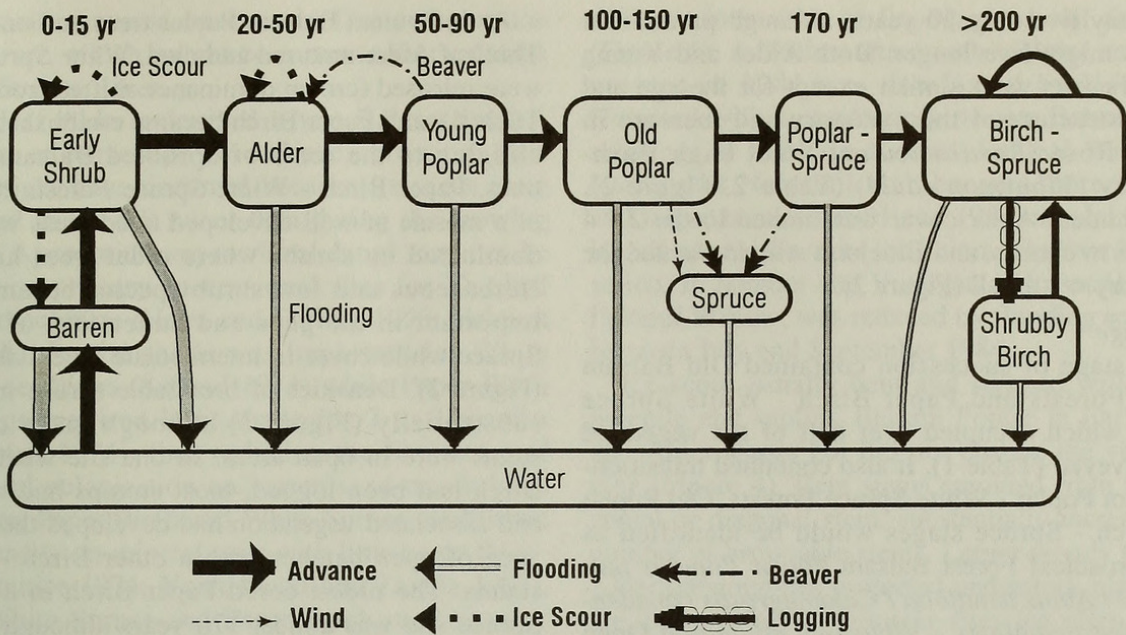 0-15 yr 20-50 yr 50-90 yr 100-150 yr 170 yr >200 yr
Ice Scour Beaver
Early Shrub
Alder
Young Poplar
Old Poplar
Poplar - Spruce
Birch - Spruce
Barren
Flooding
Spruce
Shrubby Birch
Water
Advance Flooding Beaver
Wind Ice Scour Logging